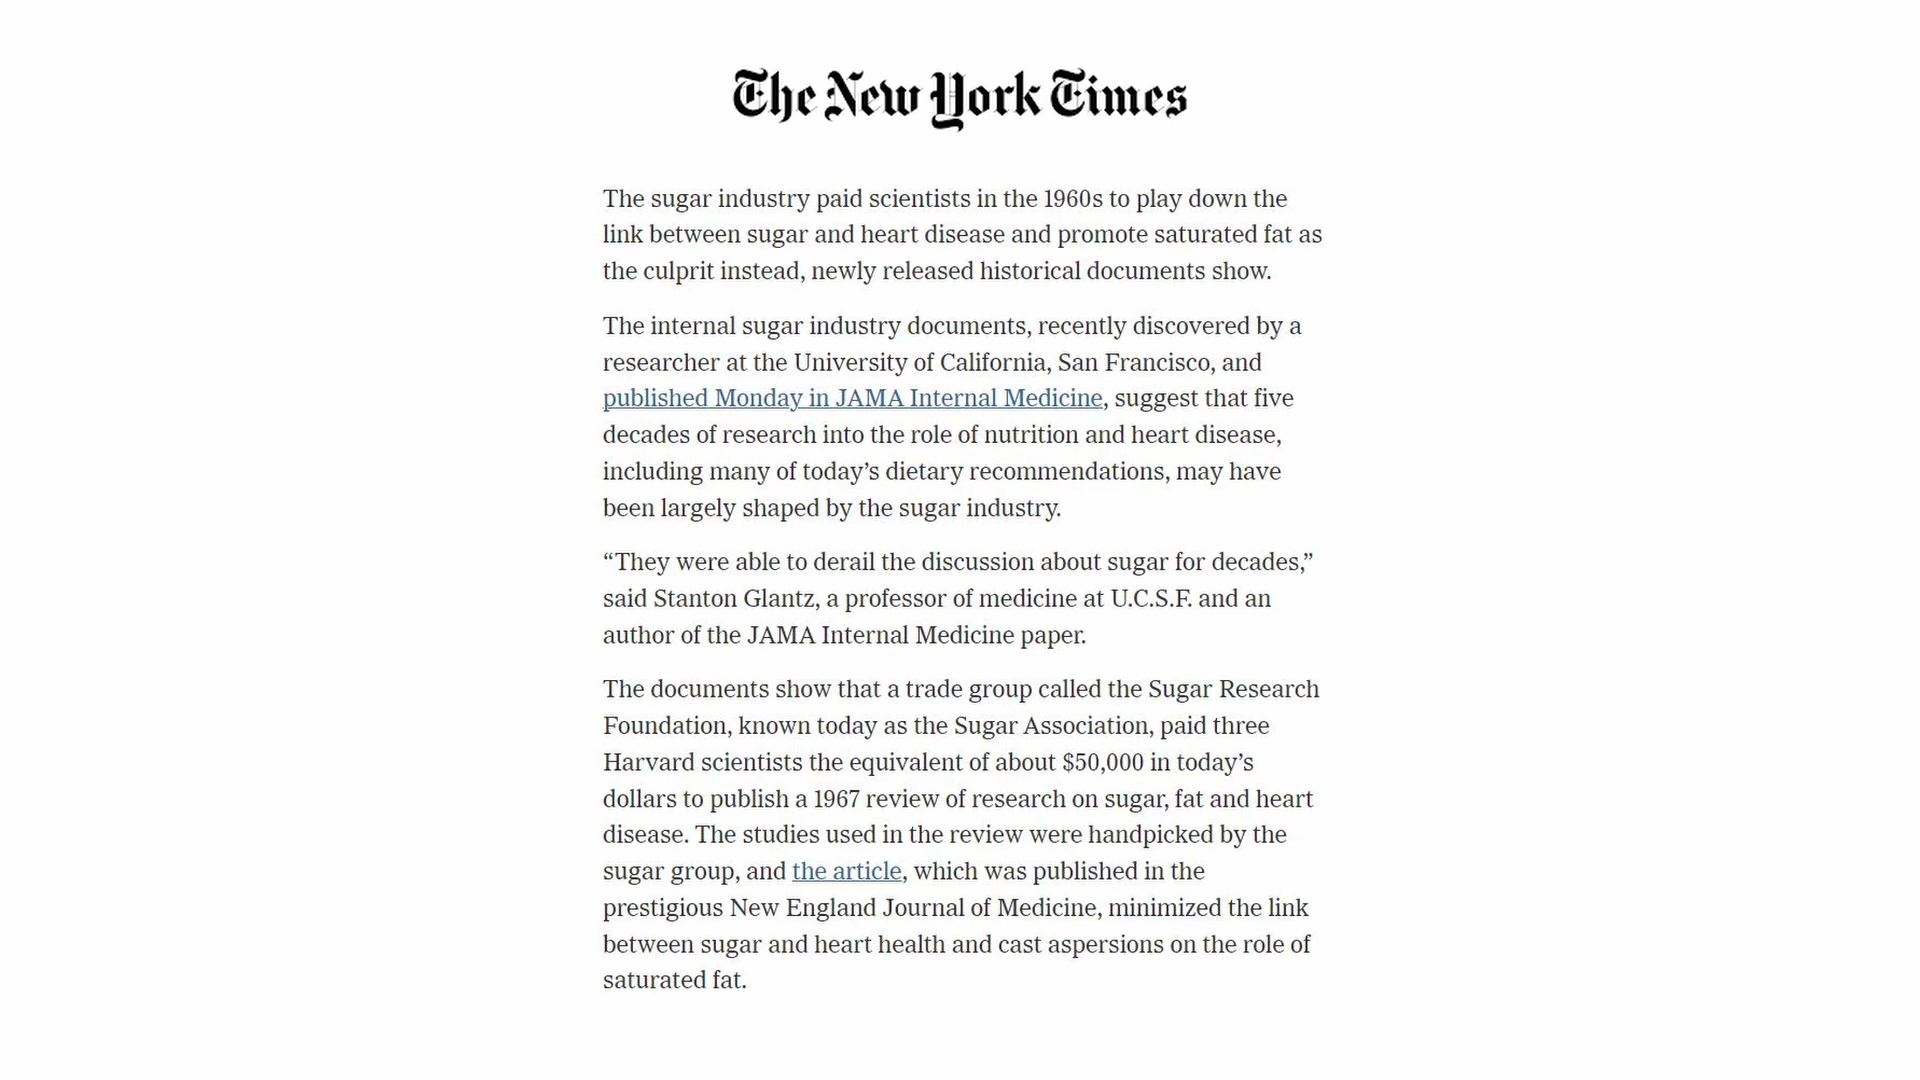 The New York Times
The sugar industry paid scientists in the 1960s to play down the
link between sugar and heart disease and promote saturated fat as
the culprit instead, newly released historical documents show.
The internal sugar industry documents, recently discovered by a
researcher at the University of California, San Francisco, and
published Monday in JAMA Internal Medicine, suggest that five
decades of research into the role of nutrition and heart disease,
including many of today’s dietary recommendations, may have
been largely shaped by the sugar industry.
“They were able to derail the discussion about sugar for decades,”
said Stanton Glantz, a professor of medicine at U.C.S.F. and an
author of the JAMA Internal Medicine paper.
The documents show that a trade group called the Sugar Research
Foundation, known today as the Sugar Association, paid three
Harvard scientists the equivalent of about $50,000 in today’s
dollars to publish a 1967 review of research on sugar, fat and heart
disease. The studies used in the review were handpicked by the
sugar group, and the article, which was published in the
prestigious New England Journal of Medicine, minimized the link
between sugar and heart health and cast aspersions on the role of
saturated fat.